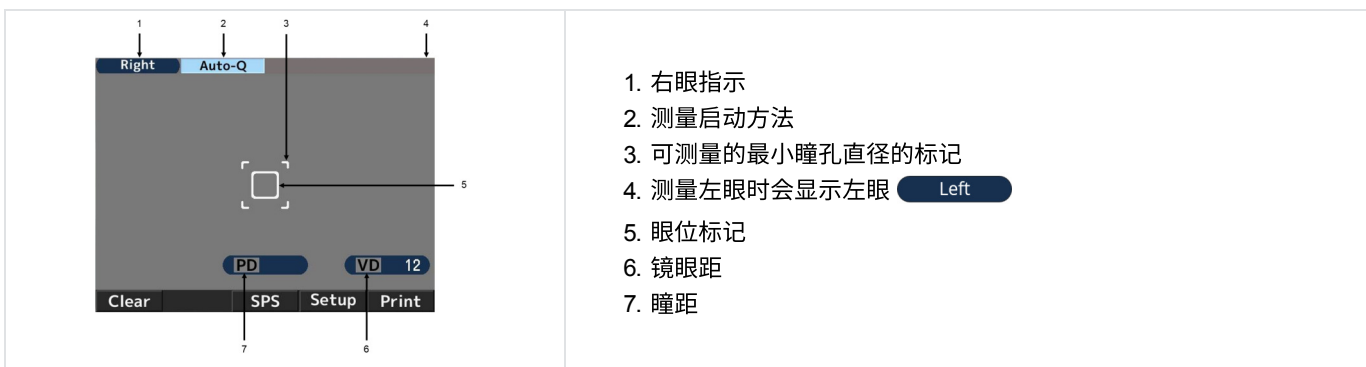 1 2 3 4
Right Auto-Q
5
PD VD 12
Clear SPS Setup Print
7 6
1. 右眼指示
2. 测量启动方法
3. 可测量的最小瞳孔直径的标记
4. 测量左眼时会显示左眼 Left
5. 眼位标记
6. 镜眼距
7. 瞳距